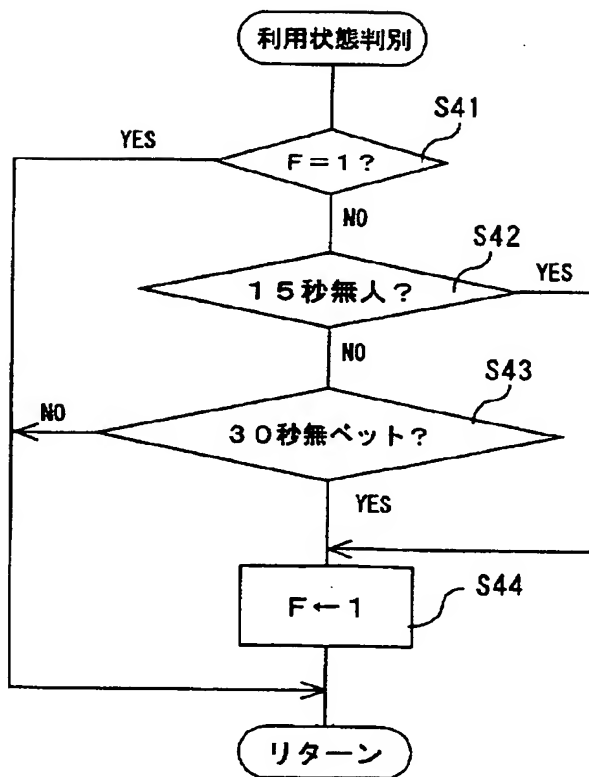 利用状態判別
S41
YES
F=1?
NO
S42
YES
15秒無人?
NO
S43
NO
30秒無ベット?
YES
S44
F←1
リターン